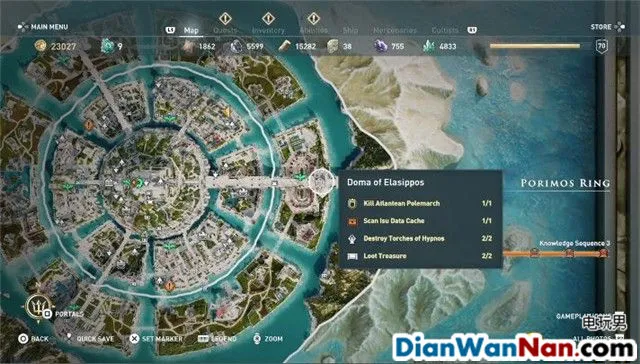 MAIN MENU
STORE
L1 Map Quests Inventory Abilities Ship Mercenaries Cultists R1
23027 9 1862 5599 15282 38 755 4833 70
Doma of Elasippos
Kill Atlantean Polemarch 1/1
Scan Isu Data Cache 1/1
Destroy Torches of Hypnos 2/2
Loot Treasure 2/2
PORIMOS RING
Knowledge Sequence 3
PORTALS
BACK QUICK SAVE SET MARKER LEGEND ZOOM
电玩男
DianWanNan.com